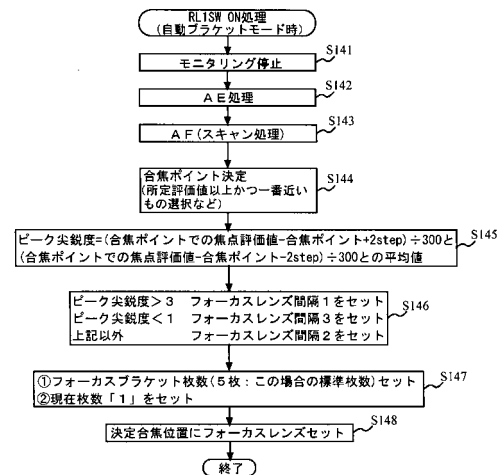 RL1SW ON処理
(自動ブラケットモード時)
S141
モニタリング停止
S142
AE処理
S143
AF(スキャン処理)
S144
合焦ポイント決定
(所定評価値以上かつ一番近い
もの選択など)
S145
ピーク尖鋭度=(合焦ポイントでの焦点評価値-合焦ポイント+2step)÷300と
(合焦ポイントでの焦点評価値-合焦ポイント-2step)÷300との平均値
S146
ピーク尖鋭度>3 フォーカスレンズ間隔1をセット
ピーク尖鋭度<1 フォーカスレンズ間隔3をセット
上記以外 フォーカスレンズ間隔2をセット
S147
①フォーカスブラケット枚数(5枚:この場合の標準枚数)セット
②現在枚数「1」をセット
S148
決定合焦位置にフォーカスレンズセット
終了